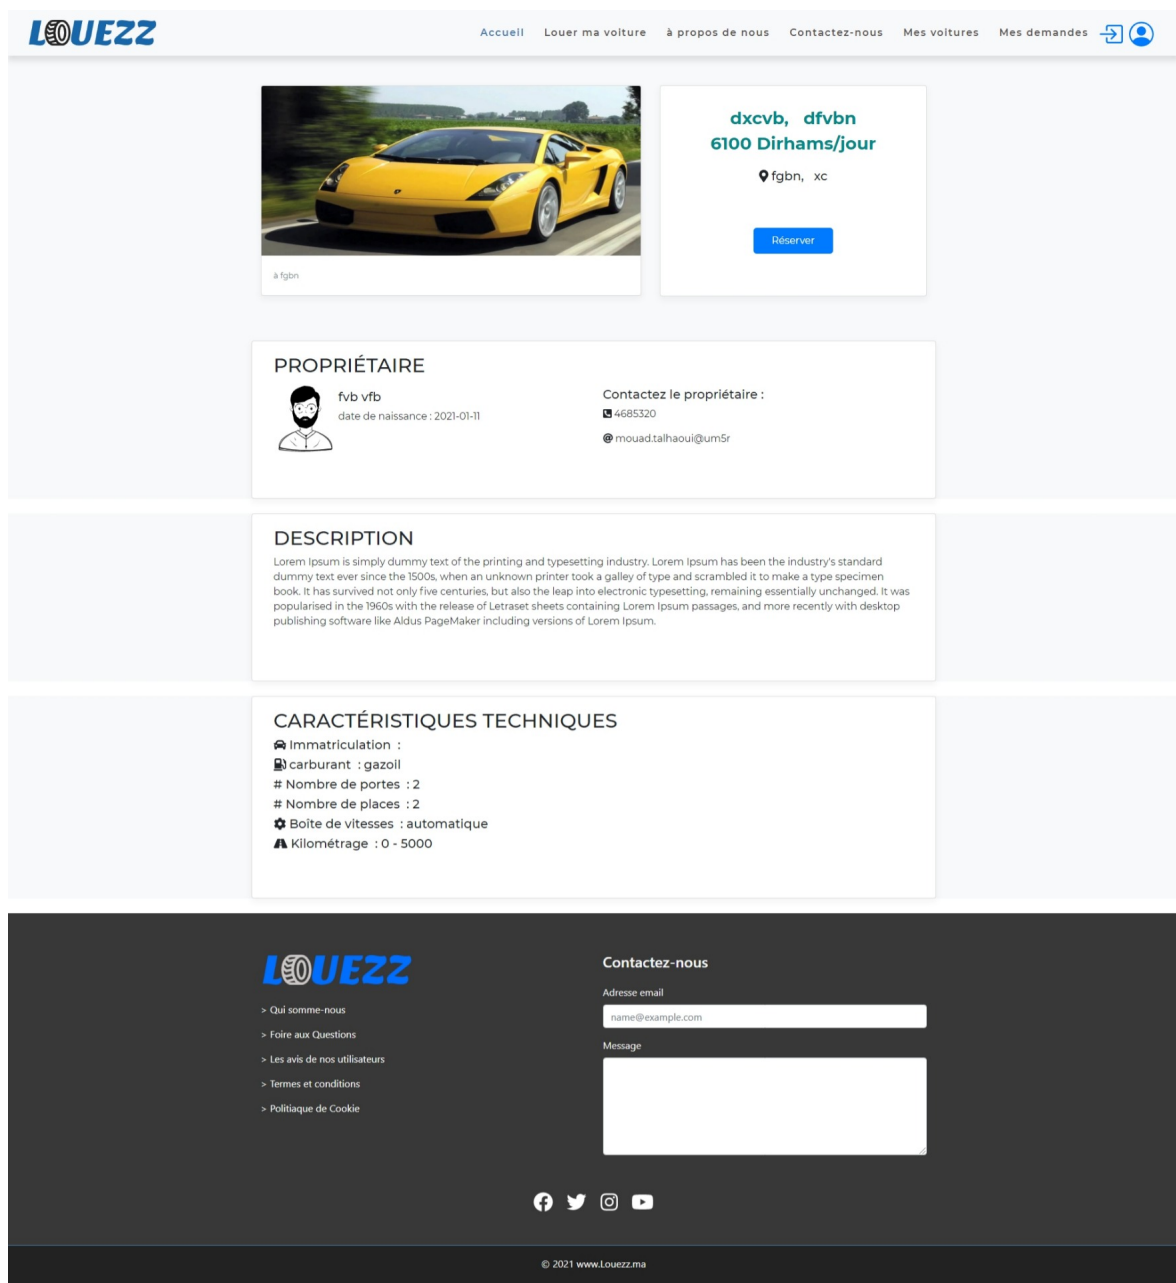 LOUEZZ
Accueil Louer ma voiture à propos de nous Contactez-nous Mes voitures Mes demandes
dxcvb, dfvbn
6100 Dirhams/jour
fgbn, xc
Réserver
à fgbn
PROPRIÉTAIRE
fvb vfb
date de naissance : 2021-01-11
Contactez le propriétaire :
4685320
@ mouad.talhaoui@um5r
DESCRIPTION
Lorem Ipsum is simply dummy text of the printing and typesetting industry. Lorem Ipsum has been the industry's standard
dummy text ever since the 1500s, when an unknown printer took a galley of type and scrambled it to make a type specimen
book. It has survived not only five centuries, but also the leap into electronic typesetting, remaining essentially unchanged. It was
popularised in the 1960s with the release of Letraset sheets containing Lorem Ipsum passages, and more recently with desktop
publishing software like Aldus PageMaker including versions of Lorem Ipsum.
CARACTÉRISTIQUES TECHNIQUES
Immatriculation :
carburant : gazoil
# Nombre de portes : 2
# Nombre de places : 2
Boîte de vitesses : automatique
Kilométrage : 0 - 5000
LOUEZZ
> Qui somme-nous
> Foire aux Questions
> Les avis de nos utilisateurs
> Termes et conditions
> Politiaque de Cookie
Contactez-nous
Adresse email
name@example.com
Message
© 2021 www.Louezz.ma